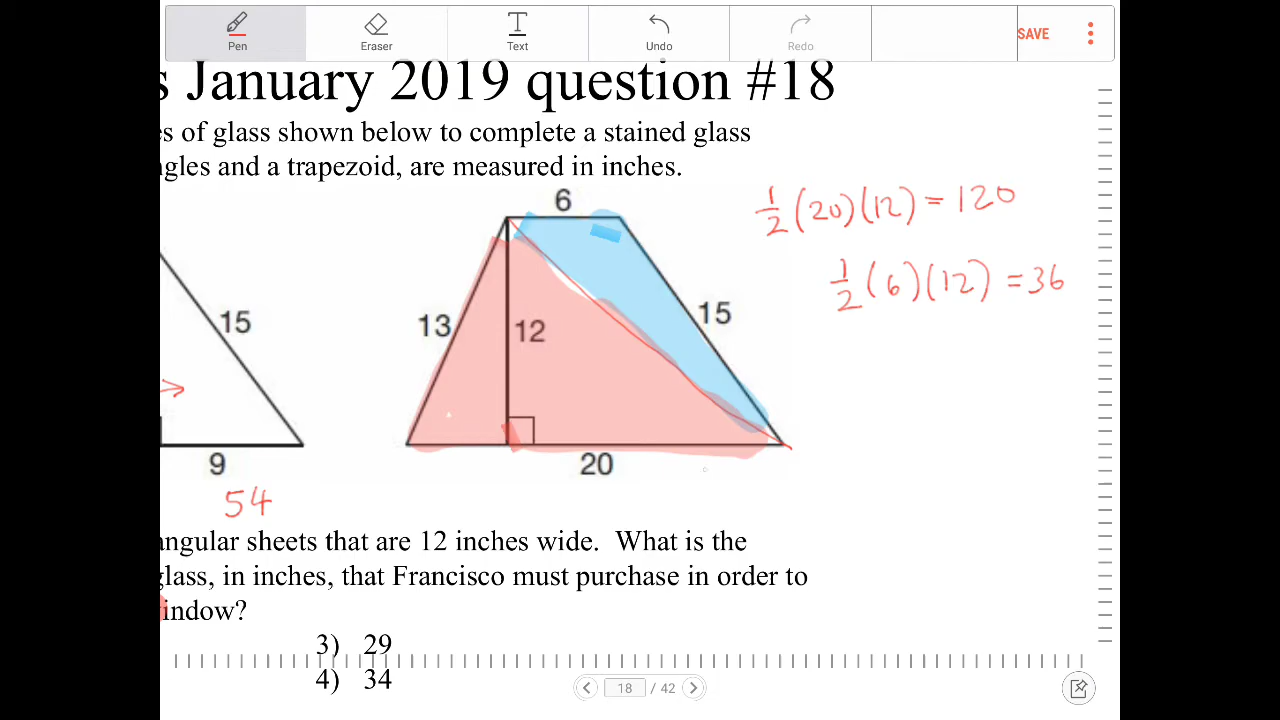 Pen
Eraser
Text
Undo
Redo
SAVE
s January 2019 question #18
es of glass shown below to complete a stained glass
ngles and a trapezoid, are measured in inches.
15
9
54
6
13
12
15
20
1/2 (20)(12) = 120
1/2 (6)(12) = 36
angular sheets that are 12 inches wide. What is the
glass, in inches, that Francisco must purchase in order to
window?
3) 29
4) 34
18 / 42